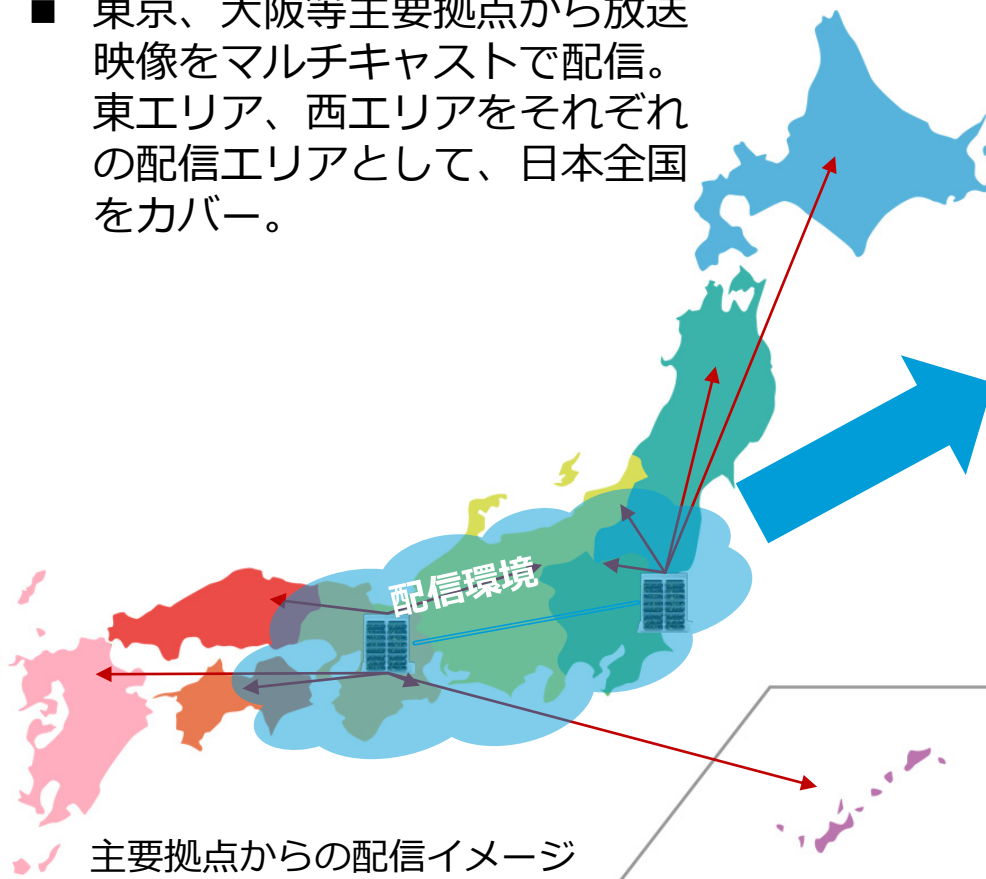 ■ 東京、大阪等主要拠点から放送
映像をマルチキャストで配信。
東エリア、西エリアをそれぞれ
の配信エリアとして、日本全国
をカバー。
配信環境
主要拠点からの配信イメージ